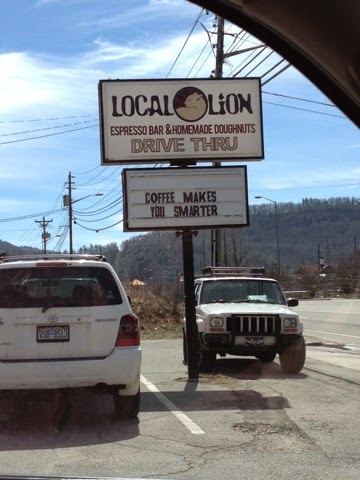 LOCAL LION
ESPRESSO BAR & HOMEMADE DOUGHNUTS
DRIVE THRU
COFFEE MAKES
YOU SMARTER